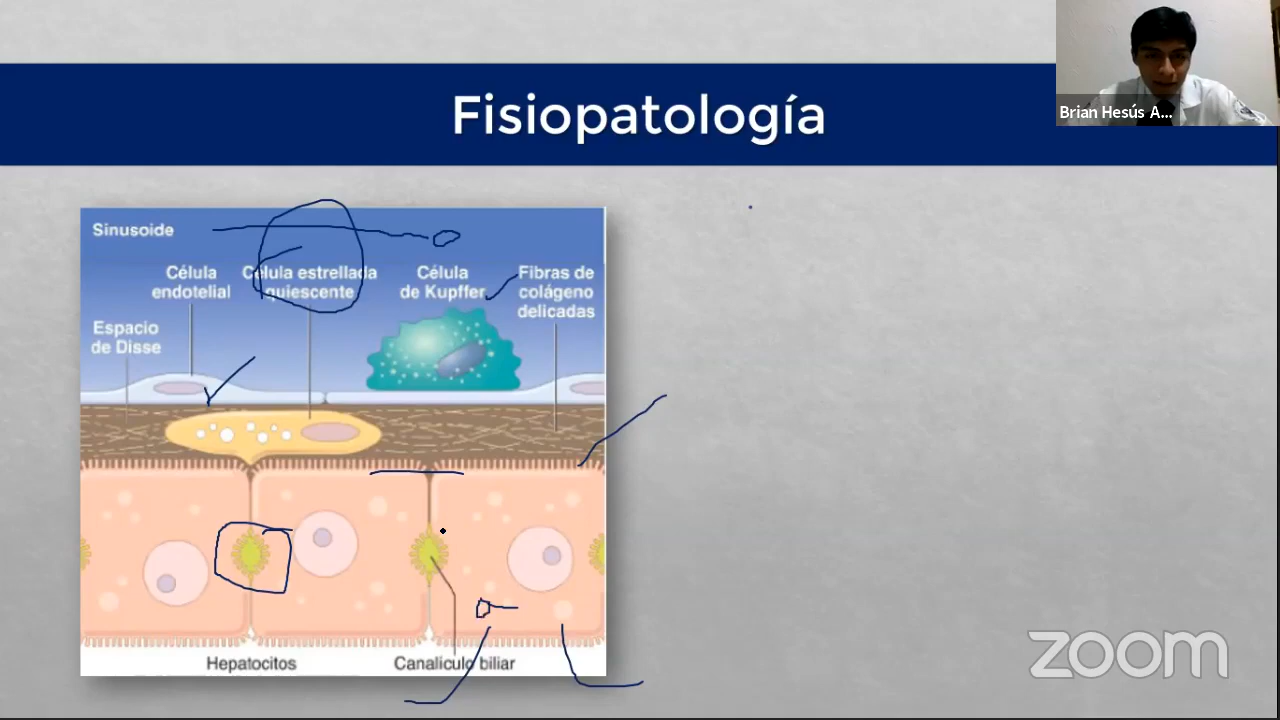 Brian Hesús A...
Fisiopatología
Sinusoide
Célula
endotelial
Célula estrellada
quiescente
Célula
de Kupffer
Fibras de
colágeno
delicadas
Espacio
de Disse
Hepatocitos
Canalículo biliar
zoom